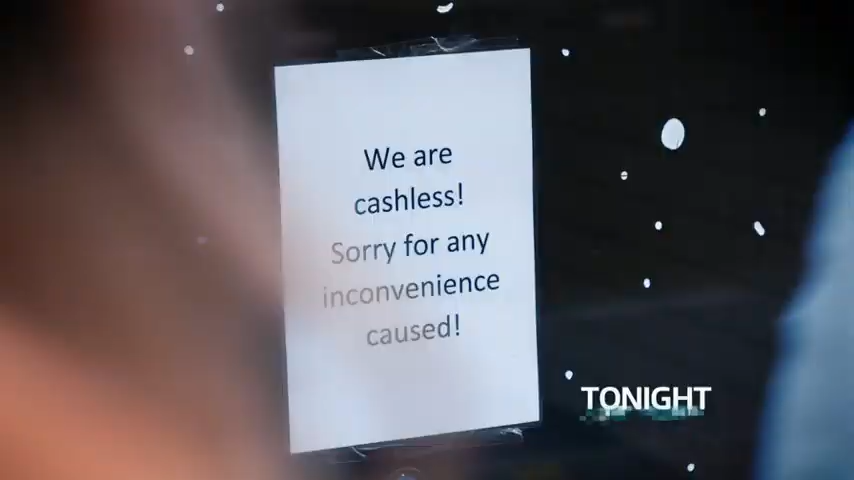 We are
cashless!
Sorry for any
inconvenience
caused!
TONIGHT